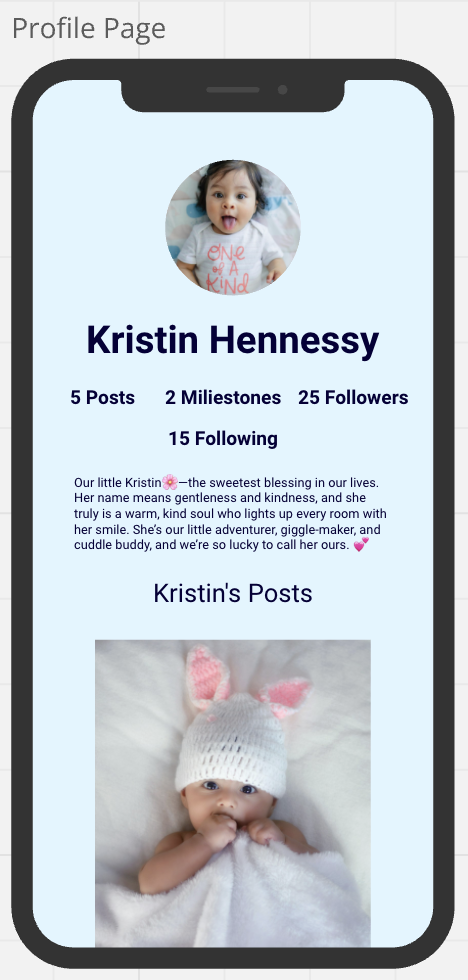 Profile Page
ONE
OF A
KIND
Kristin Hennessy
5 Posts 2 Miliestones 25 Followers
15 Following
Our little Kristin🌸—the sweetest blessing in our lives.
Her name means gentleness and kindness, and she
truly is a warm, kind soul who lights up every room with
her smile. She’s our little adventurer, giggle-maker, and
cuddle buddy, and we’re so lucky to call her ours. 💕
Kristin's Posts